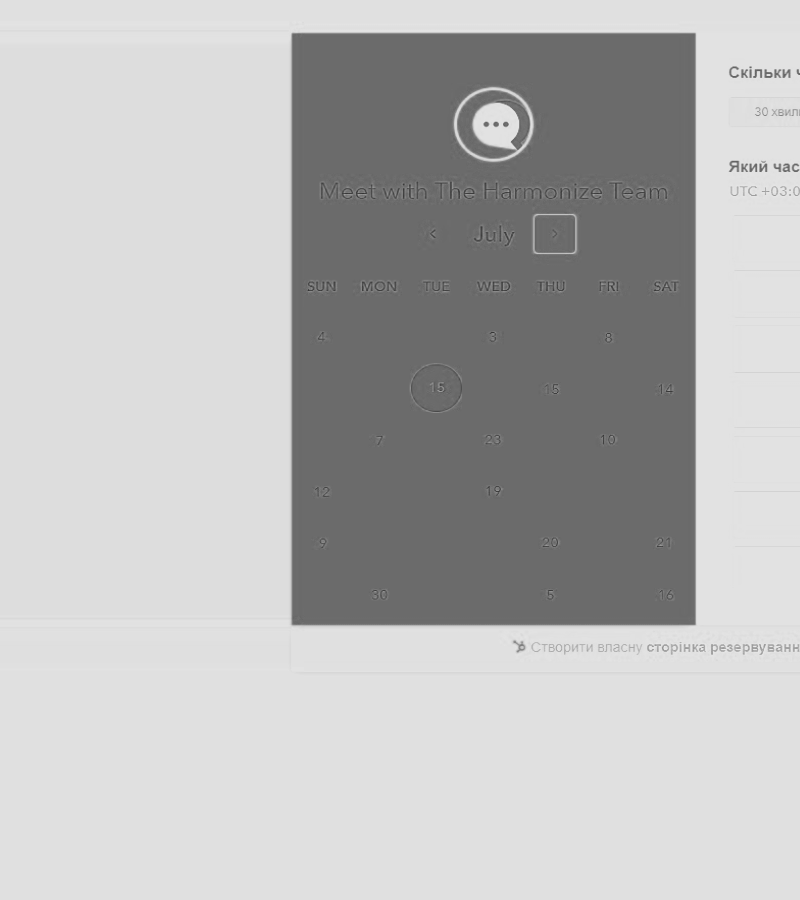 Meet with The Harmonize Team
July
SUN MON TUE WED THU FRI SAT
4 3 8
15 15 14
7 23 10
12 19
9 20 21
30 5 16
Скільки ч
30 хвил
Який час
UTC +03:0
Створити власну сторінка резервуванн